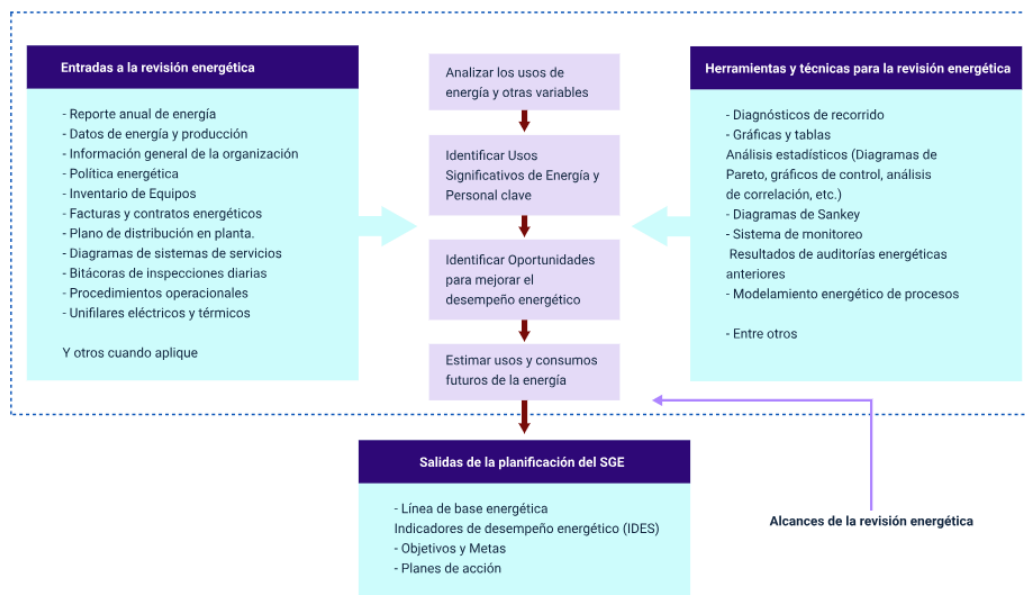 Entradas a la revisión energética
- Reporte anual de energía
- Datos de energía y producción
- Información general de la organización
- Política energética
- Inventario de Equipos
- Facturas y contratos energéticos
- Plano de distribución en planta.
- Diagramas de sistemas de servicios
- Bitácoras de inspecciones diarias
- Procedimientos operacionales
- Unifilares eléctricos y térmicos
Y otros cuando aplique
Analizar los usos de
energía y otras variables
Identificar Usos
Significativos de Energía y
Personal clave
Identificar Oportunidades
para mejorar el
desempeño energético
Estimar usos y consumos
futuros de la energía
Herramientas y técnicas para la revisión energética
- Diagnósticos de recorrido
- Gráficas y tablas
Análisis estadísticos (Diagramas de
Pareto, gráficos de control, análisis
de correlación, etc.)
- Diagramas de Sankey
- Sistema de monitoreo
Resultados de auditorías energéticas
anteriores
- Modelamiento energético de procesos
- Entre otros
Salidas de la planificación del SGE
- Línea de base energética
Indicadores de desempeño energético (IDES)
- Objetivos y Metas
- Planes de acción
Alcances de la revisión energética